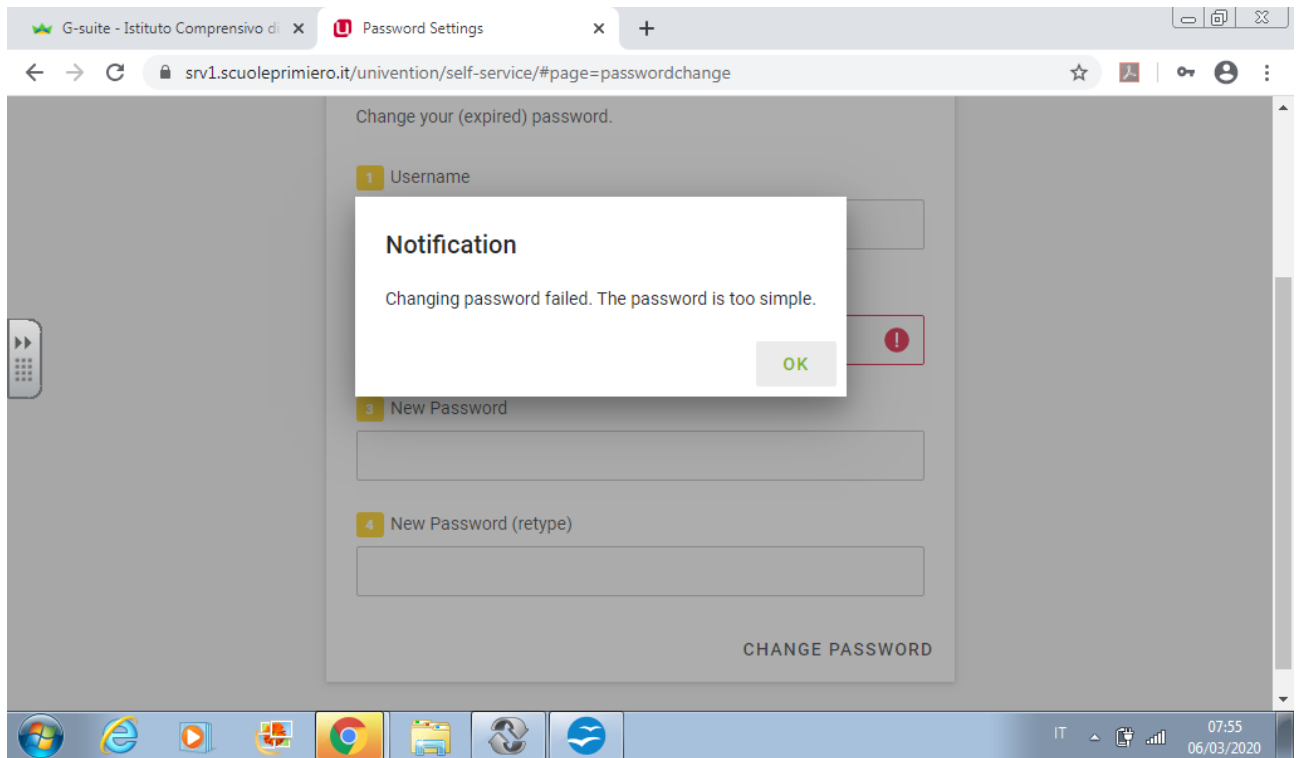 G-suite - Istituto Comprensivo di
Password Settings
srv1.scuoleprimiero.it/univention/self-service/#page=passwordchange
Change your (expired) password.
1 Username
Notification
Changing password failed. The password is too simple.
OK
3 New Password
4 New Password (retype)
CHANGE PASSWORD
IT
07:55
06/03/2020